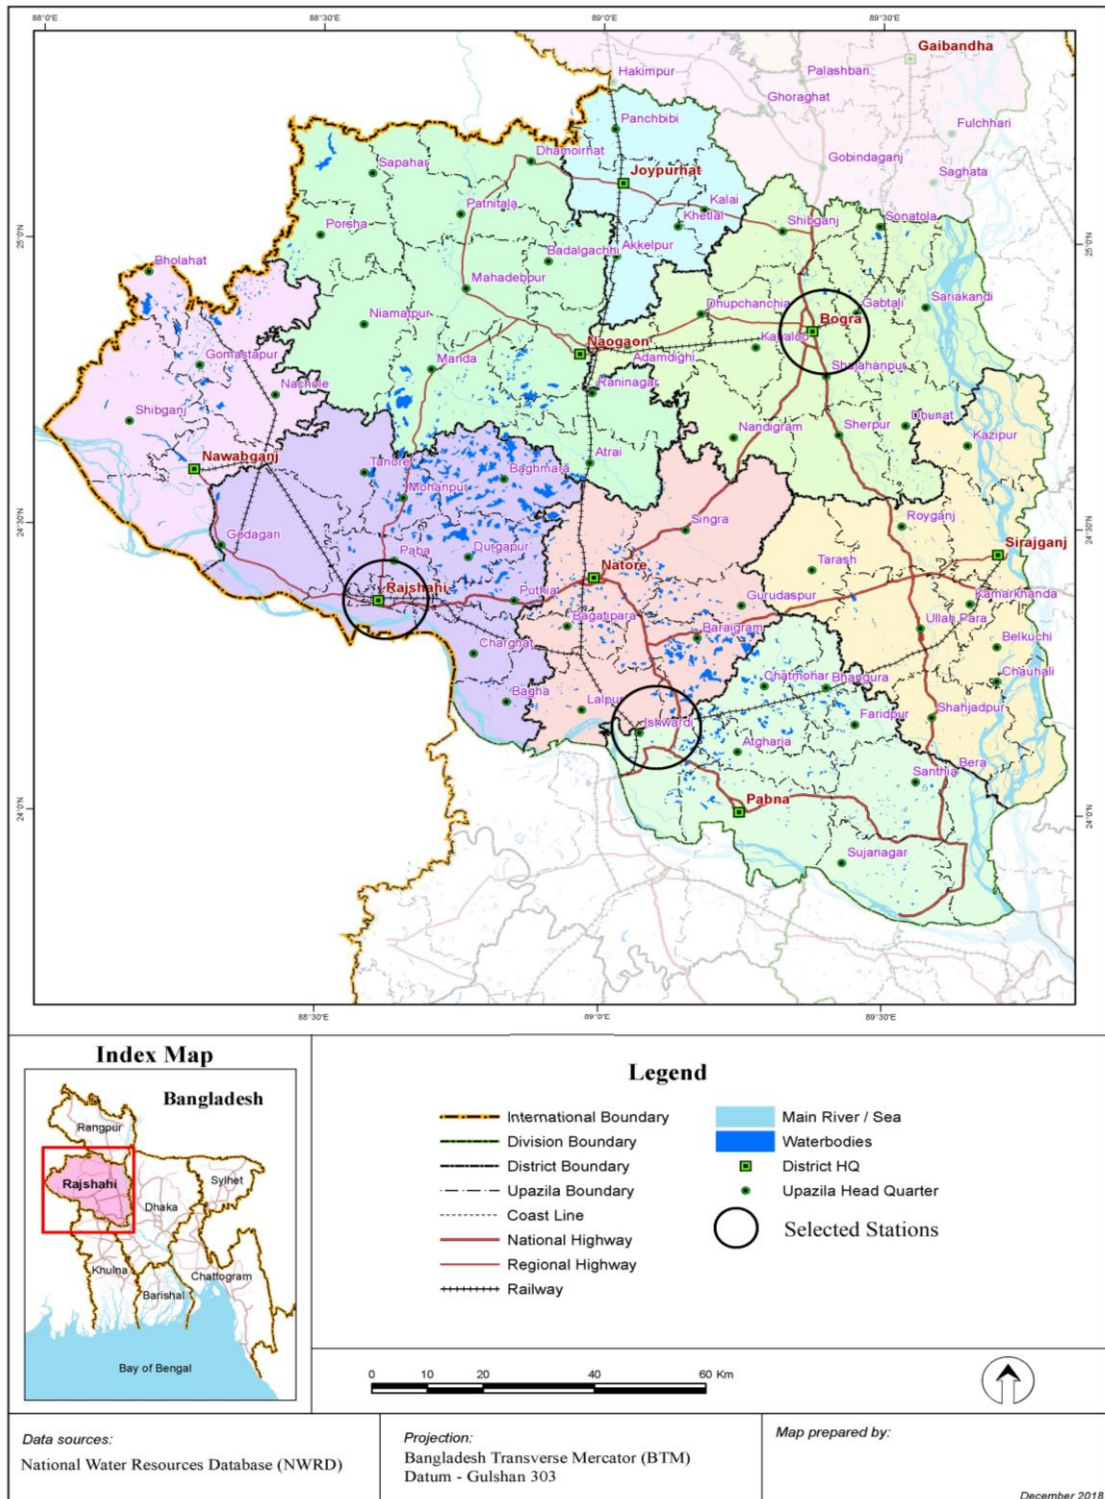 88°0'E 88°30'E 89°0'E 89°30'E
Gaibandha
Hakimpur
Palashbari
Ghoraghat
Panchbibi
Fulchhari
Dhamoirhat
Gobindaganj
Sapahar
Joypurhat
Saghata
Patnitala
Kalai
Khetlal
Shibganj
Sonatola
Porsha
25°0'N
25°0'N
Badalgachhi
Akkelpur
Bholahat
Mahadebpur
Niamatpur
Dhupchanchia
Gabtali
Sariakandi
Bogra
Naogaon
Kahaloo
Adamdighi
Gomastapur
Manda
Shajahanpur
Nachole
Raninagar
Shibganj
Dhunat
Nandigram
Sherpur
Kazipur
Nawabganj
Atrai
Tanore
Baghmara
Mohanpur
24°30'N
24°30'N
Singra
Royganj
Godagari
Paba
Durgapur
Sirajganj
Natore
Tarash
Rajshahi
Puthia
Gurudaspur
Kamarkhanda
Bagatipara
Baraigram
Ullah Para
Charghat
Belkuchi
Chatmohar
Bhangura
Chauhali
Bagha
Lalpur
Ishwardi
Faridpur
Shahjadpur
Atgharia
Santhia
Bera
Pabna
24°0'N
24°0'N
Sujanagar
88°30'E 89°0'E 89°30'E
Index Map
Bangladesh
Rangpur
Rajshahi
Sylhet
Dhaka
Khulna
Chattogram
Barishal
Bay of Bengal
Legend
International Boundary
Division Boundary
District Boundary
Upazila Boundary
Coast Line
National Highway
Regional Highway
Railway
Main River / Sea
Waterbodies
District HQ
Upazila Head Quarter
Selected Stations
0 10 20 40 60 Km
Data sources:
National Water Resources Database (NWRD)
Projection:
Bangladesh Transverse Mercator (BTM)
Datum - Gulshan 303
Map prepared by:
December 2018